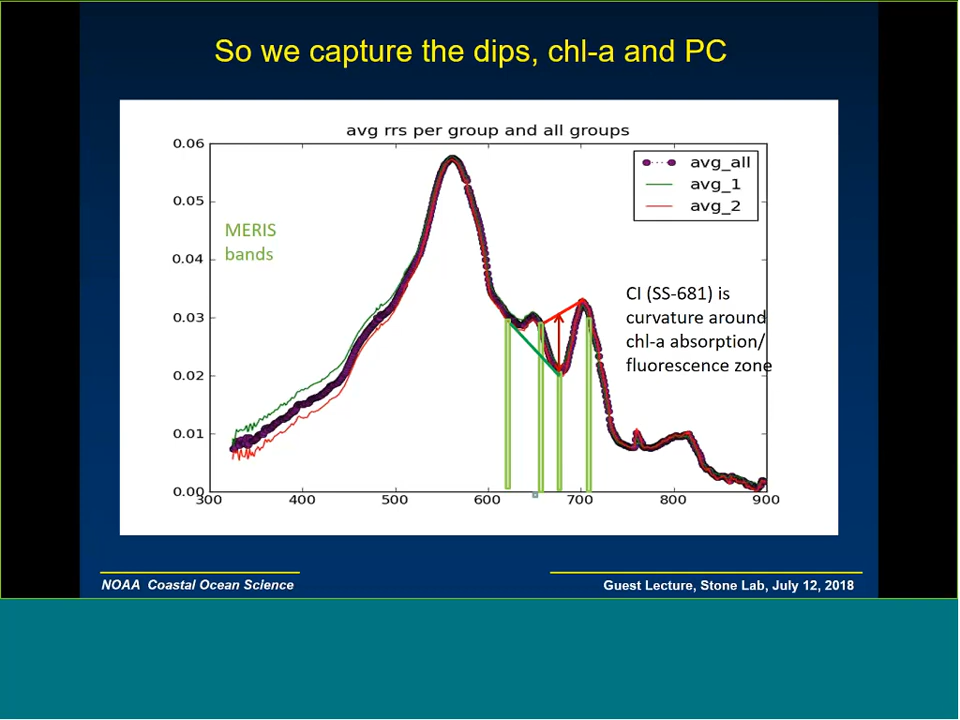 So we capture the dips, chl-a and PC
avg rrs per group and all groups
avg_all
avg_1
avg_2
0.06
0.05
0.04
0.03
0.02
0.01
0.00
300
400
500
600
700
800
900
MERIS
bands
CI (SS-681) is
curvature around
chl-a absorption/
fluorescence zone
NOAA Coastal Ocean Science
Guest Lecture, Stone Lab, July 12, 2018